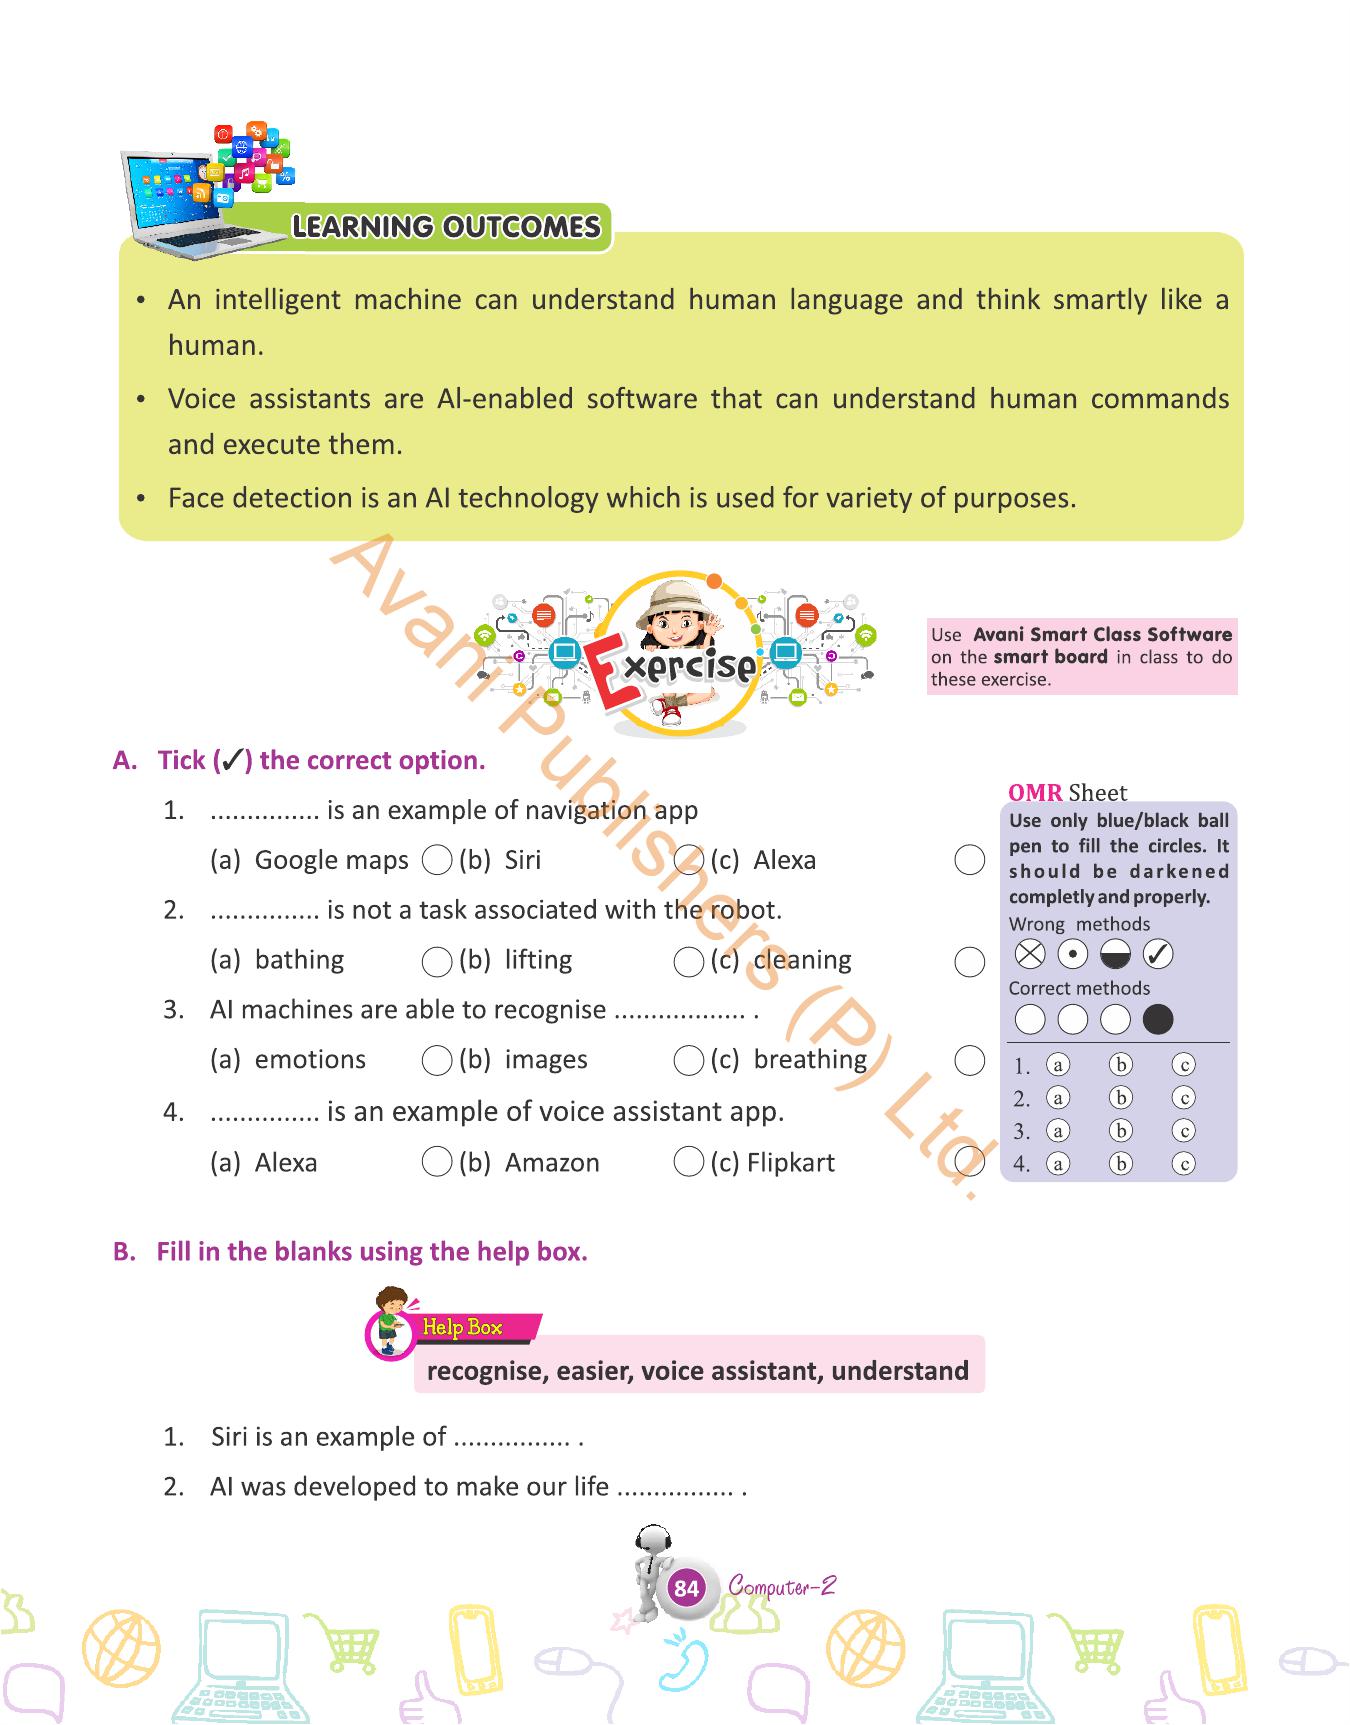 LEARNING OUTCOMES
• An intelligent machine can understand human language and think smartly like a
human.
• Voice assistants are Al-enabled software that can understand human commands
and execute them.
• Face detection is an AI technology which is used for variety of purposes.
Exercise
Use Avani Smart Class Software
on the smart board in class to do
these exercise.
A. Tick (✓) the correct option.
1. ............... is an example of navigation app
(a) Google maps (b) Siri (c) Alexa
2. ............... is not a task associated with the robot.
(a) bathing (b) lifting (c) cleaning
3. AI machines are able to recognise .................. .
(a) emotions (b) images (c) breathing
4. ............... is an example of voice assistant app.
(a) Alexa (b) Amazon (c) Flipkart
OMR Sheet
Use only blue/black ball
pen to fill the circles. It
should be darkened
completly and properly.
Wrong methods
Correct methods
1. a b c
2. a b c
3. a b c
4. a b c
B. Fill in the blanks using the help box.
Help Box
recognise, easier, voice assistant, understand
1. Siri is an example of ................ .
2. AI was developed to make our life ................ .
84 Computer-2
Avani Publishers (P) Ltd.